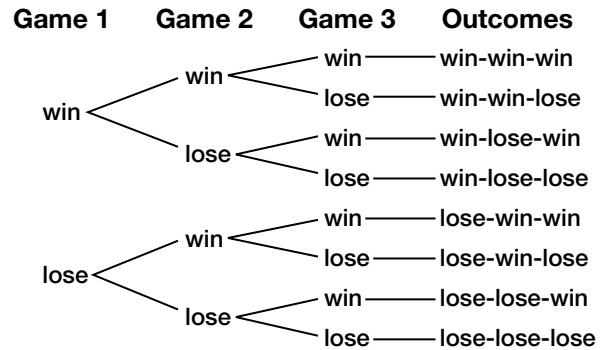 Game 1 Game 2 Game 3 Outcomes
win win-win-win
win
lose win-win-lose
win
win win-lose-win
lose
lose win-lose-lose
win lose-win-win
win
lose lose-win-lose
lose
win lose-lose-win
lose
lose lose-lose-lose